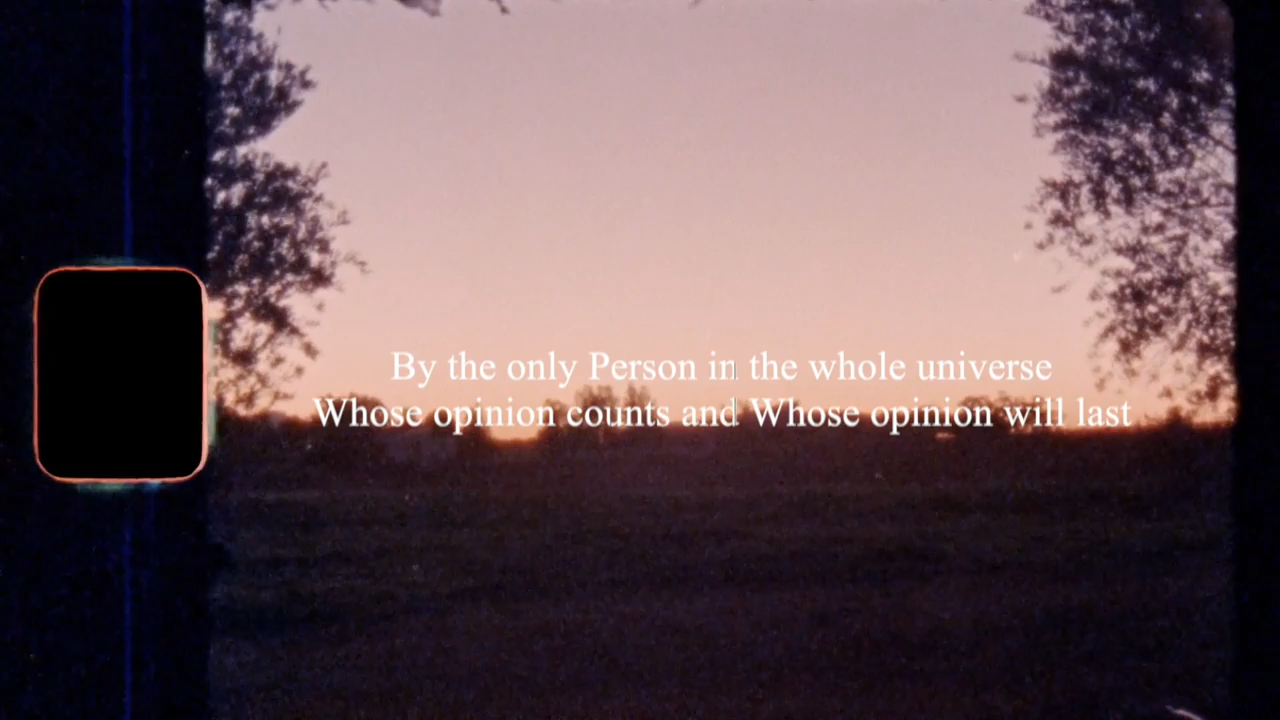 By the only Person in the whole universe
Whose opinion counts and Whose opinion will last